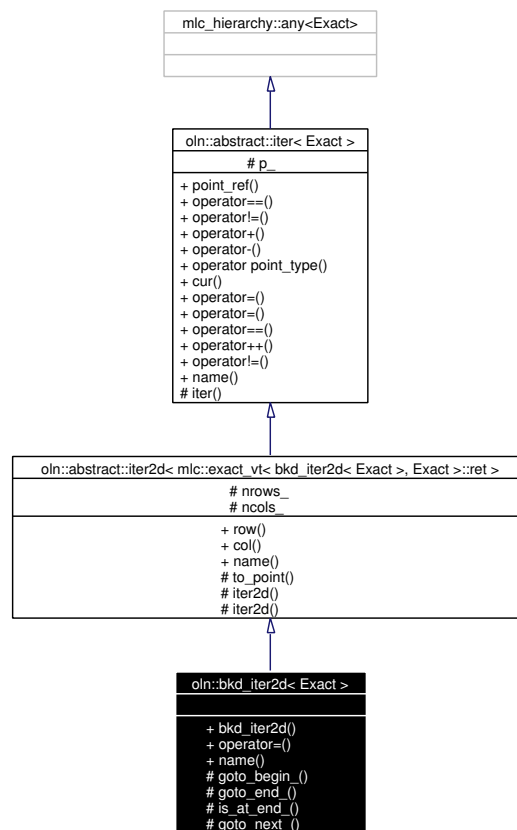 mlc_hierarchy::any<Exact>
oln::abstract::iter< Exact >
# p_
+ point_ref()
+ operator==()
+ operator!=()
+ operator+()
+ operator-()
+ operator point_type()
+ cur()
+ operator=()
+ operator=()
+ operator==()
+ operator++()
+ operator!=()
+ name()
# iter()
oln::abstract::iter2d< mlc::exact_vt< bkd_iter2d< Exact >, Exact >::ret >
# nrows_
# ncols_
+ row()
+ col()
+ name()
# to_point()
# iter2d()
# iter2d()
oln::bkd_iter2d< Exact >
+ bkd_iter2d()
+ operator=()
+ name()
# goto_begin_()
# goto_end_()
# is_at_end_()
# goto_next_()